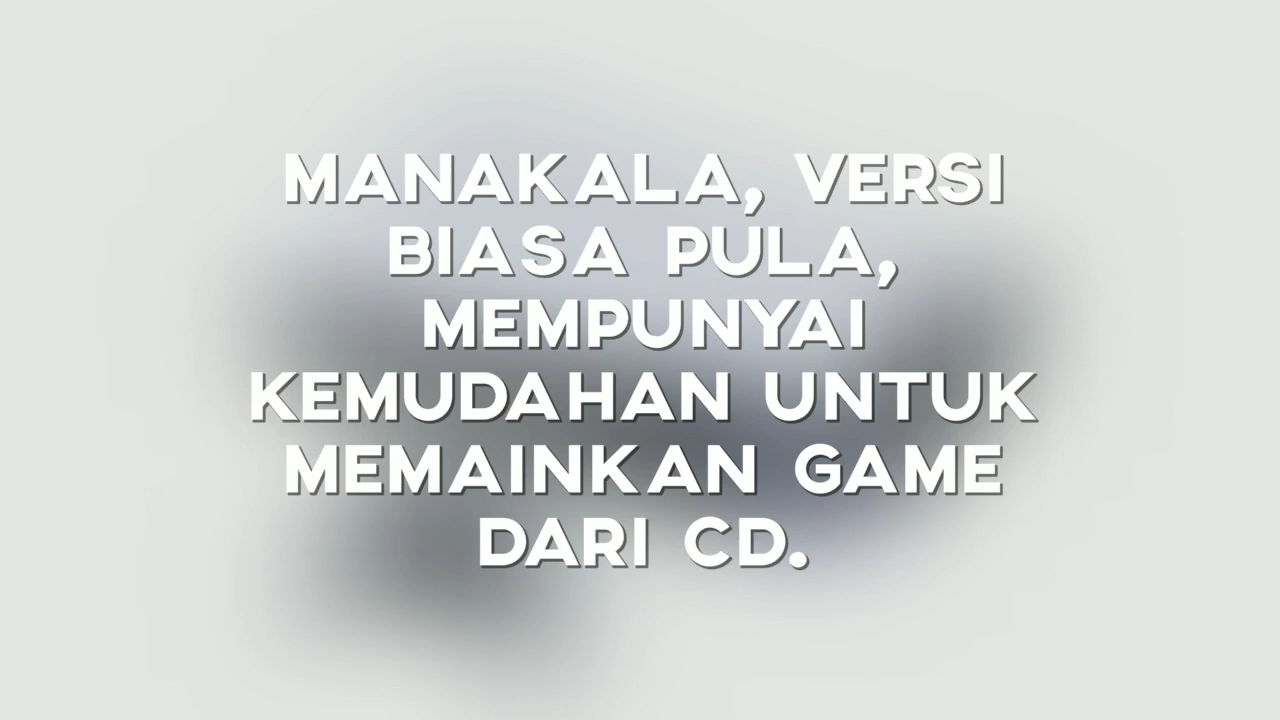 MANAKALA, VERSI
BIASA PULA,
MEMPUNYAI
KEMUDAHAN UNTUK
MEMAINKAN GAME
DARI CD.